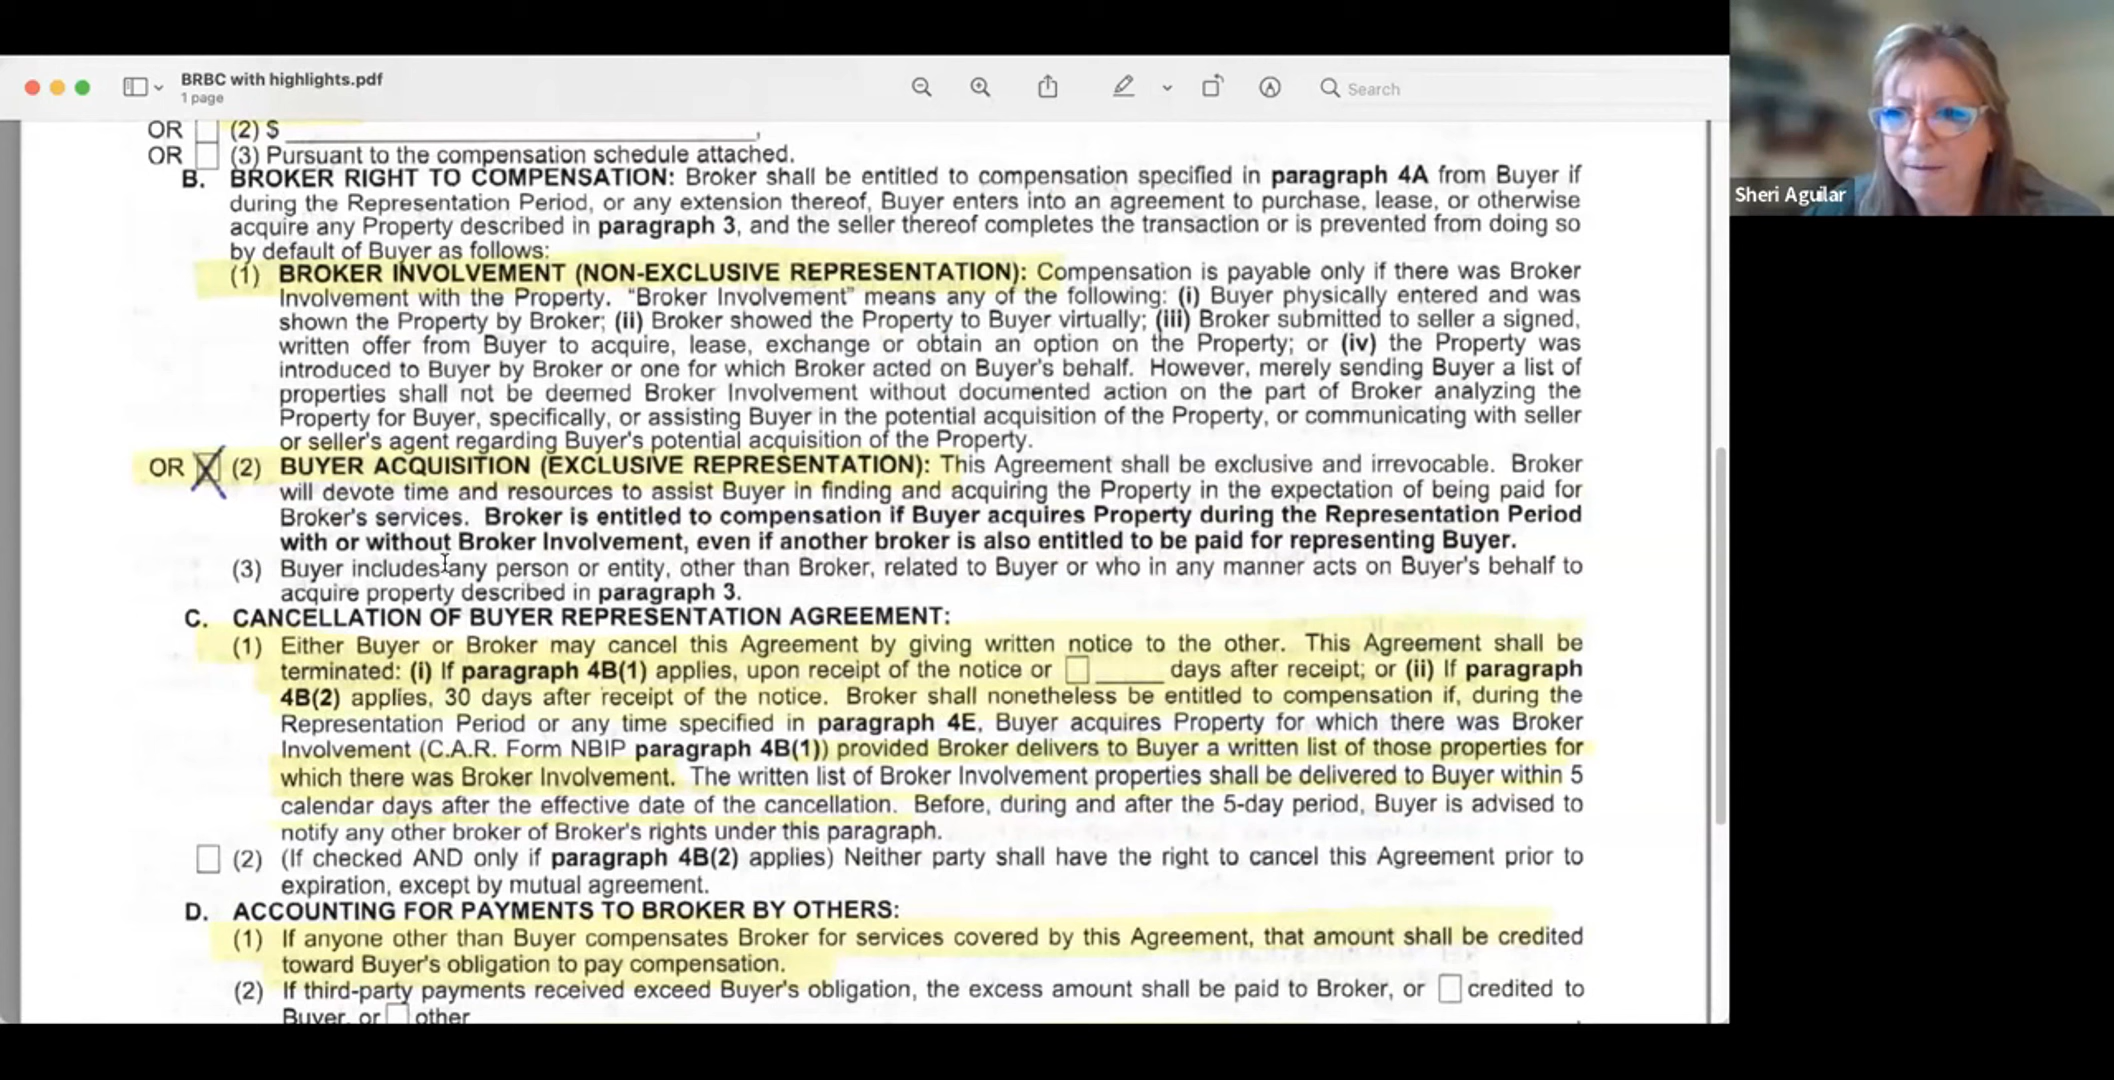 BRBC with highlights.pdf
1 page
Search
Sheri Aguilar
OR (2) $ ,
OR (3) Pursuant to the compensation schedule attached.
B. BROKER RIGHT TO COMPENSATION: Broker shall be entitled to compensation specified in paragraph 4A from Buyer if
during the Representation Period, or any extension thereof, Buyer enters into an agreement to purchase, lease, or otherwise
acquire any Property described in paragraph 3, and the seller thereof completes the transaction or is prevented from doing so
by default of Buyer as follows:
(1) BROKER INVOLVEMENT (NON-EXCLUSIVE REPRESENTATION): Compensation is payable only if there was Broker
Involvement with the Property. "Broker Involvement" means any of the following: (i) Buyer physically entered and was
shown the Property by Broker; (ii) Broker showed the Property to Buyer virtually; (iii) Broker submitted to seller a signed,
written offer from Buyer to acquire, lease, exchange or obtain an option on the Property; or (iv) the Property was
introduced to Buyer by Broker or one for which Broker acted on Buyer's behalf. However, merely sending Buyer a list of
properties shall not be deemed Broker Involvement without documented action on the part of Broker analyzing the
Property for Buyer, specifically, or assisting Buyer in the potential acquisition of the Property, or communicating with seller
or seller's agent regarding Buyer's potential acquisition of the Property.
OR X (2) BUYER ACQUISITION (EXCLUSIVE REPRESENTATION): This Agreement shall be exclusive and irrevocable. Broker
will devote time and resources to assist Buyer in finding and acquiring the Property in the expectation of being paid for
Broker's services. Broker is entitled to compensation if Buyer acquires Property during the Representation Period
with or without Broker Involvement, even if another broker is also entitled to be paid for representing Buyer.
(3) Buyer includes any person or entity, other than Broker, related to Buyer or who in any manner acts on Buyer's behalf to
acquire property described in paragraph 3.
C. CANCELLATION OF BUYER REPRESENTATION AGREEMENT:
(1) Either Buyer or Broker may cancel this Agreement by giving written notice to the other. This Agreement shall be
terminated: (i) If paragraph 4B(1) applies, upon receipt of the notice or ______ days after receipt; or (ii) If paragraph
4B(2) applies, 30 days after receipt of the notice. Broker shall nonetheless be entitled to compensation if, during the
Representation Period or any time specified in paragraph 4E, Buyer acquires Property for which there was Broker
Involvement (C.A.R. Form NBIP paragraph 4B(1)) provided Broker delivers to Buyer a written list of those properties for
which there was Broker Involvement. The written list of Broker Involvement properties shall be delivered to Buyer within 5
calendar days after the effective date of the cancellation. Before, during and after the 5-day period, Buyer is advised to
notify any other broker of Broker's rights under this paragraph.
(2) (If checked AND only if paragraph 4B(2) applies) Neither party shall have the right to cancel this Agreement prior to
expiration, except by mutual agreement.
D. ACCOUNTING FOR PAYMENTS TO BROKER BY OTHERS:
(1) If anyone other than Buyer compensates Broker for services covered by this Agreement, that amount shall be credited
toward Buyer's obligation to pay compensation.
(2) If third-party payments received exceed Buyer's obligation, the excess amount shall be paid to Broker, or credited to
Buyer, or other